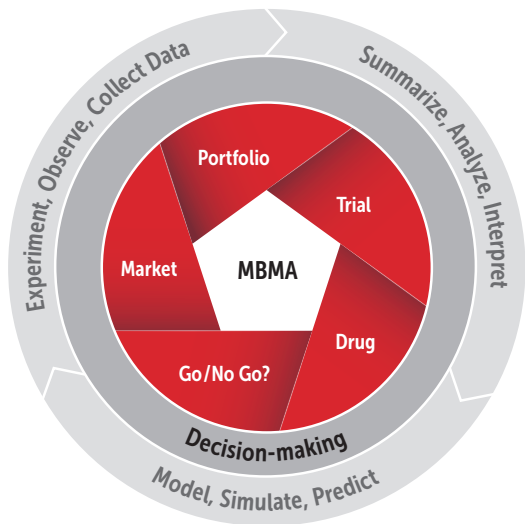 Experiment, Observe, Collect Data
Summarize, Analyze, Interpret
Portfolio
Trial
Market
MBMA
Drug
Go/No Go?
Decision-making
Model, Simulate, Predict